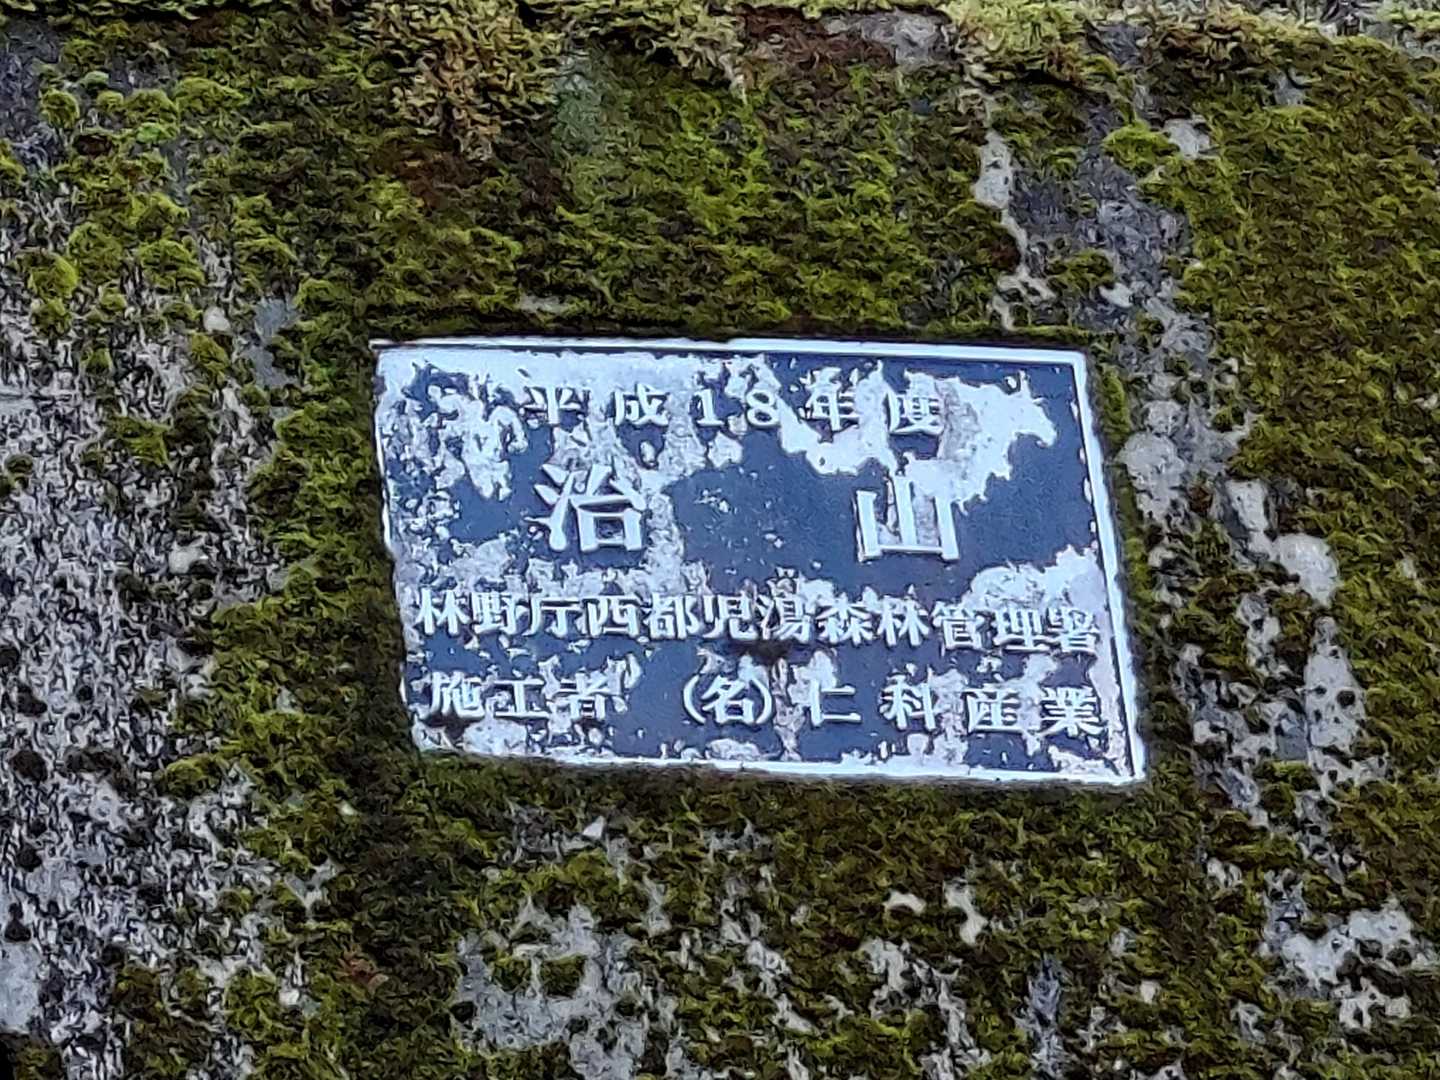 平成18年度
治山
林野庁西都児湯森林管理署
施工者 (名)仁科産業